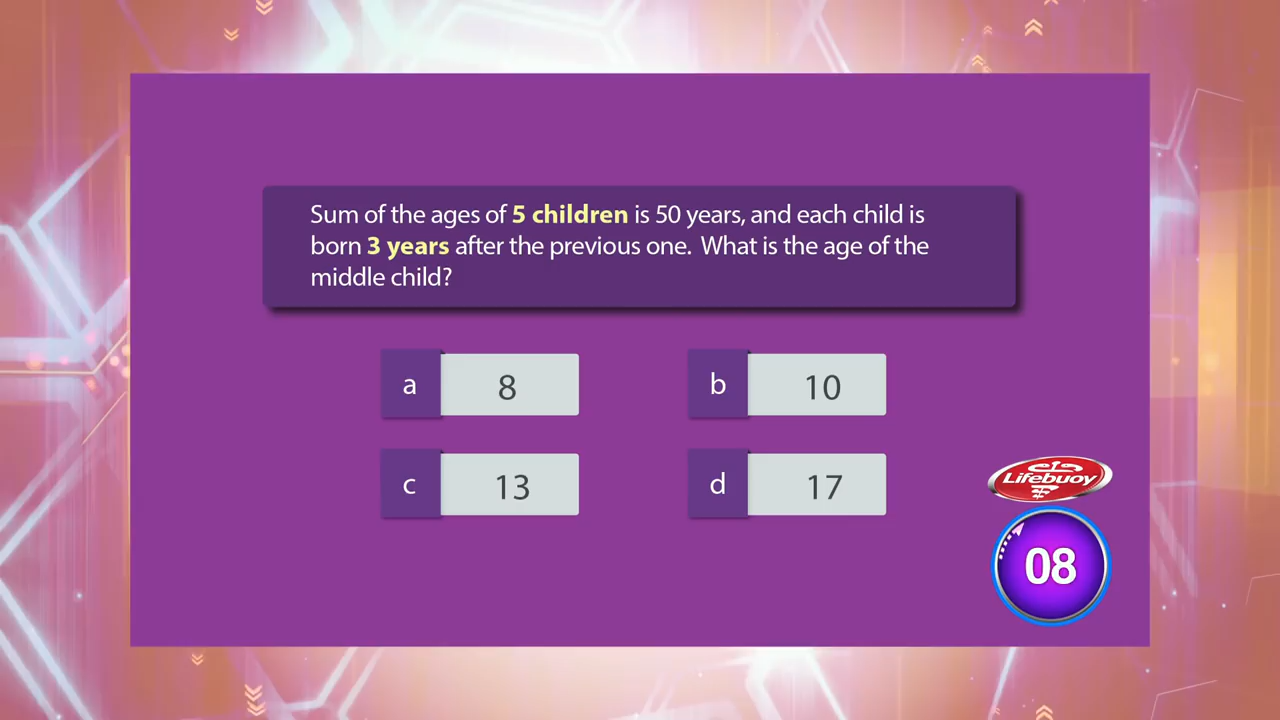 Sum of the ages of 5 children is 50 years, and each child is
born 3 years after the previous one. What is the age of the
middle child?
a 8
b 10
c 13
d 17
Lifebuoy
08